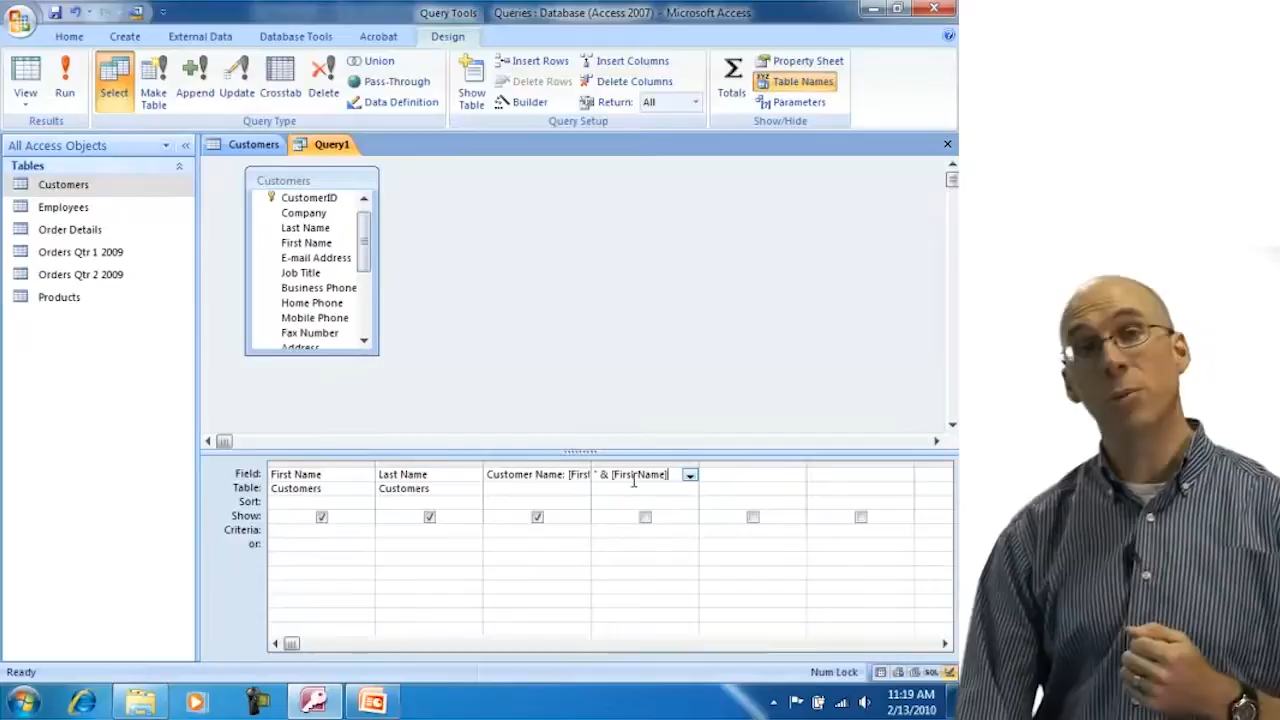 Query Tools
Queries : Database (Access 2007) - Microsoft Access
Home Create External Data Database Tools Acrobat Design
View
Run
Results
Select
Make Table
Append
Update
Crosstab
Delete
Union
Pass-Through
Data Definition
Query Type
Show Table
Insert Rows
Delete Rows
Builder
Insert Columns
Delete Columns
Return: All
Query Setup
Totals
Property Sheet
Table Names
Parameters
Show/Hide
All Access Objects
Tables
Customers
Employees
Order Details
Orders Qtr 1 2009
Orders Qtr 2 2009
Products
Customers
Query1
Customers
CustomerID
Company
Last Name
First Name
E-mail Address
Job Title
Business Phone
Home Phone
Mobile Phone
Fax Number
Address
Field: First Name Last Name Customer Name: [Firs " & [FirstName]
Table: Customers Customers
Sort:
Show:
Criteria:
or:
Ready
Num Lock
SQL
11:19 AM
2/13/2010